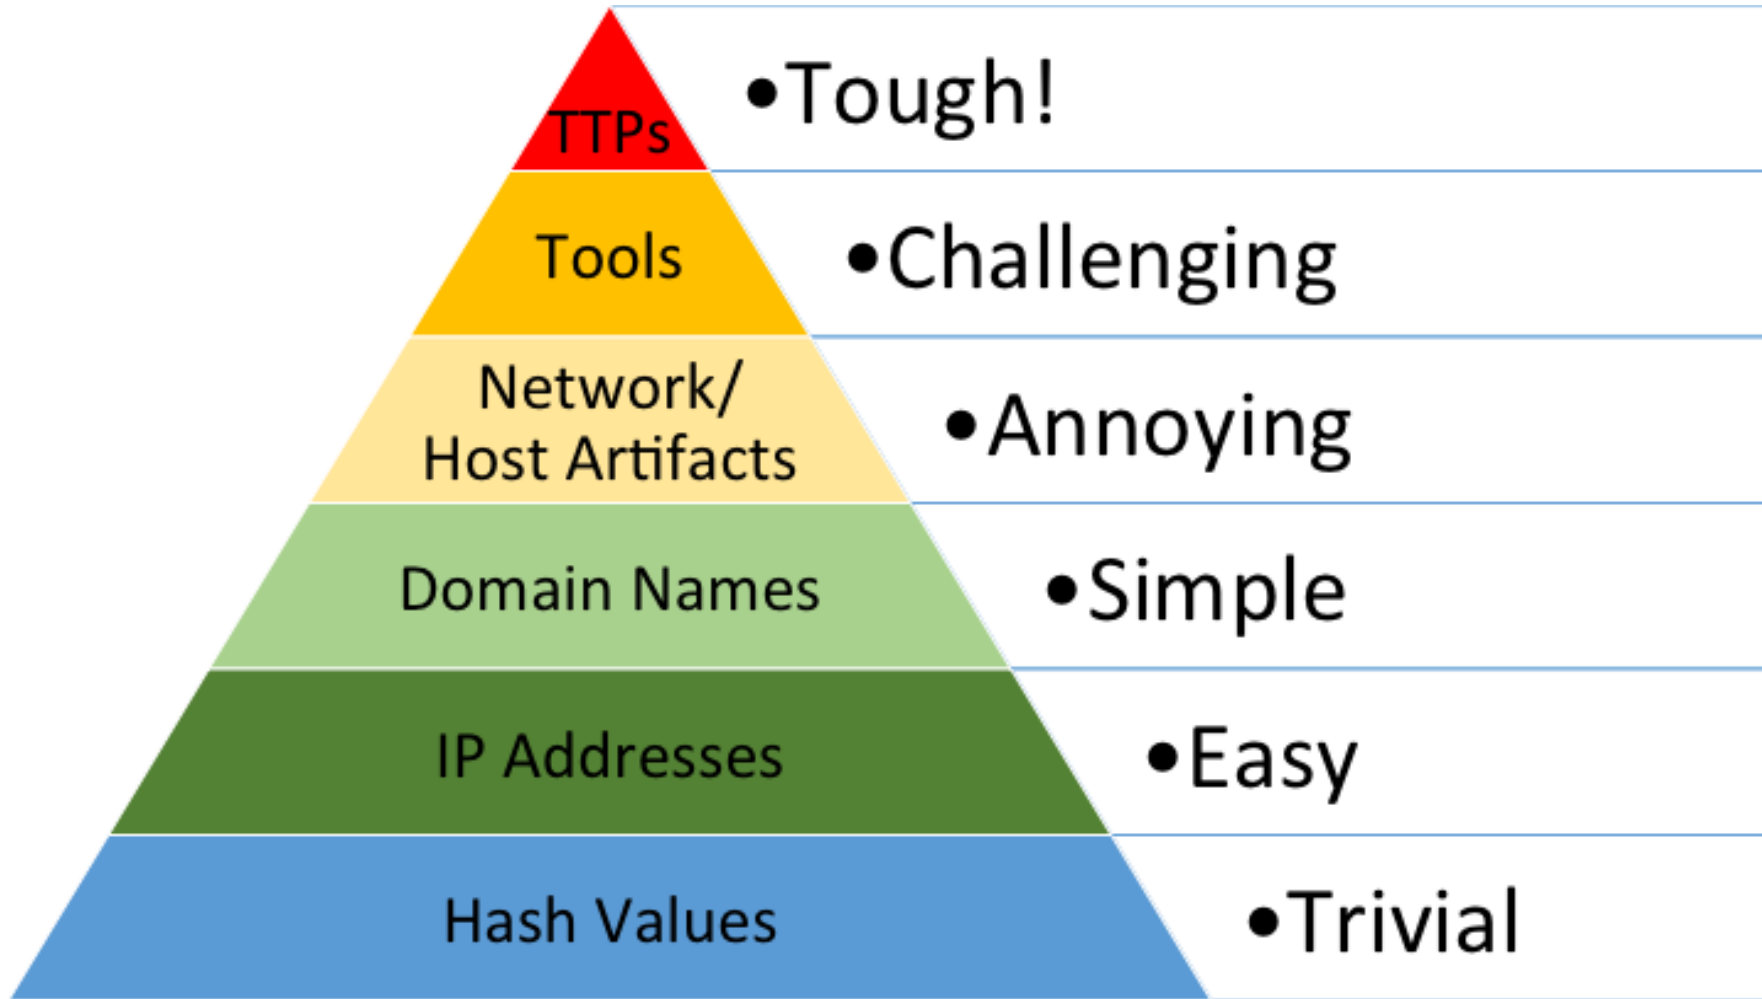 TTPs
•Tough!
Tools
•Challenging
Network/
Host Artifacts
•Annoying
Domain Names
•Simple
IP Addresses
•Easy
Hash Values
•Trivial